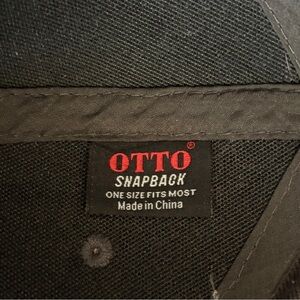 OTTO®
SNAPBACK
ONE SIZE FITS MOST
Made in China